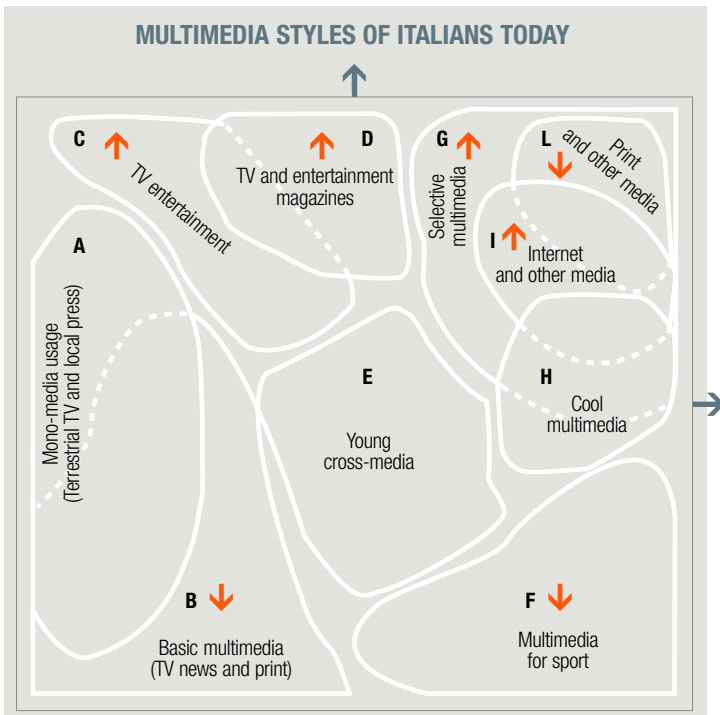 MULTIMEDIA STYLES OF ITALIANS TODAY
C
TV entertainment
D
TV and entertainment
magazines
G
Selective
multimedia
L
Print
and other media
A
Mono-media usage
(Terrestrial TV and local press)
I
Internet
and other media
E
Young
cross-media
H
Cool
multimedia
B
Basic multimedia
(TV news and print)
F
Multimedia
for sport